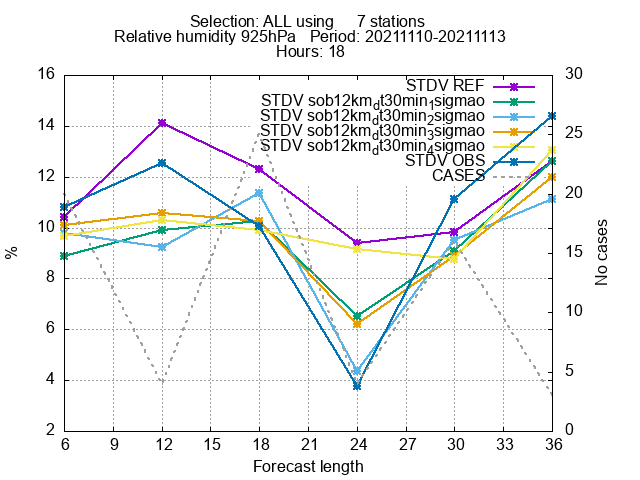 Selection: ALL using 7 stations
Relative humidity 925hPa Period: 20211110-20211113
Hours: 18
16
14
12
10
8
6
4
2
%
30
25
20
15
10
5
0
No cases
STDV REF
STDV sob12km_dt30min_1sigmao
STDV sob12km_dt30min_2sigmao
STDV sob12km_dt30min_3sigmao
STDV sob12km_dt30min_4sigmao
STDV OBS
CASES
6 9 12 15 18 21 24 27 30 33 36
Forecast length